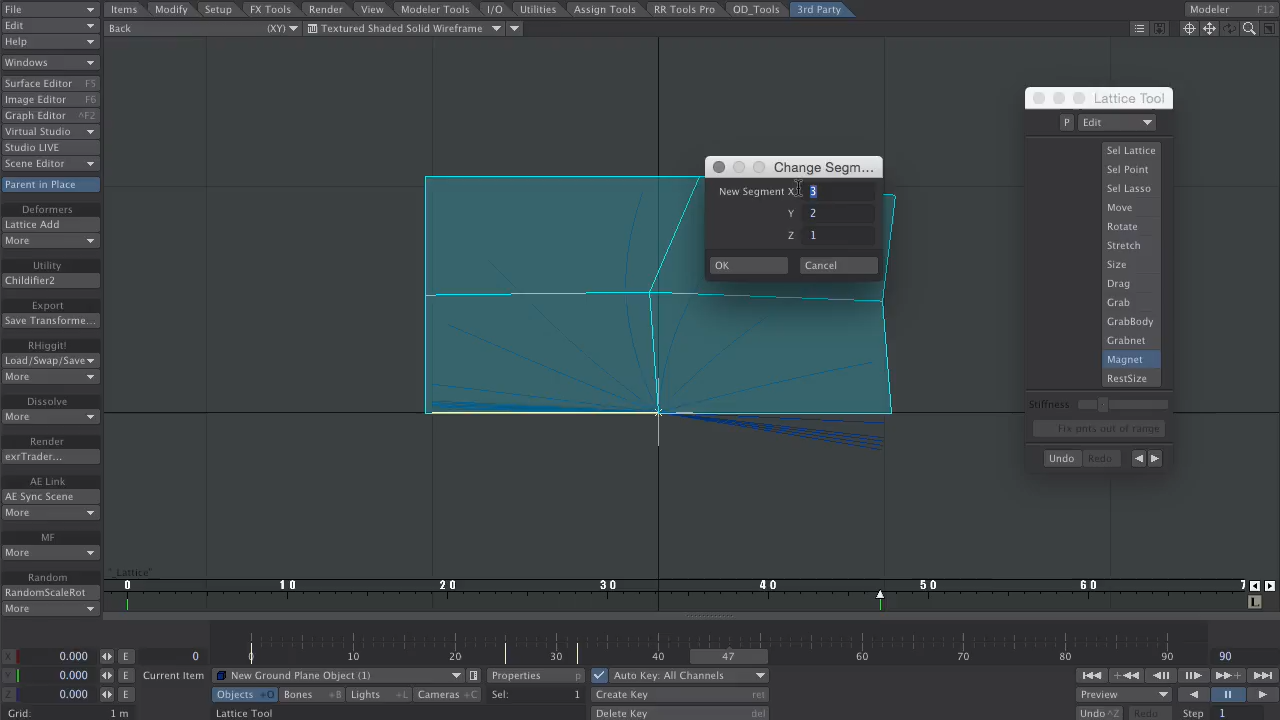 File
Items
Modify
Setup
FX Tools
Render
View
Modeler Tools
I/O
Utilities
Assign Tools
RR Tools Pro
OD_Tools
3rd Party
Modeler F12
Edit
Back
(XY)
Textured Shaded Solid Wireframe
Help
Windows
Surface Editor F5
Image Editor F6
Graph Editor ^F2
Virtual Studio
Studio LIVE
Scene Editor
Parent in Place
Deformers
Lattice Add
More
Utility
Childifier2
Export
Save Transforme...
RHiggit!
Load/Swap/Save
More
Dissolve
More
Render
exrTrader...
AE Link
AE Sync Scene
More
MF
More
Random
RandomScaleRot
More
Change Segm...
New Segment X 3
Y 2
Z 1
OK
Cancel
Lattice Tool
P
Edit
Sel Lattice
Sel Point
Sel Lasso
Move
Rotate
Stretch
Size
Drag
Grab
GrabBody
Grabnet
Magnet
RestSize
Stiffness
Fix pnts out of range
Undo
Redo
"_Lattice"
0 10 20 30 40 50 60 7
L
X 0.000 E
Y 0.000 E
Z 0.000 E
Grid: 1 m
0
0 10 20 30 40 47 60 70 80 90
90
Current Item
New Ground Plane Object (1)
Properties p
Auto Key: All Channels
Objects +O
Bones +B
Lights +L
Cameras +C
Sel: 1
Create Key ret
Preview
Lattice Tool
Delete Key del
Undo ^Z
Redo
Step 1